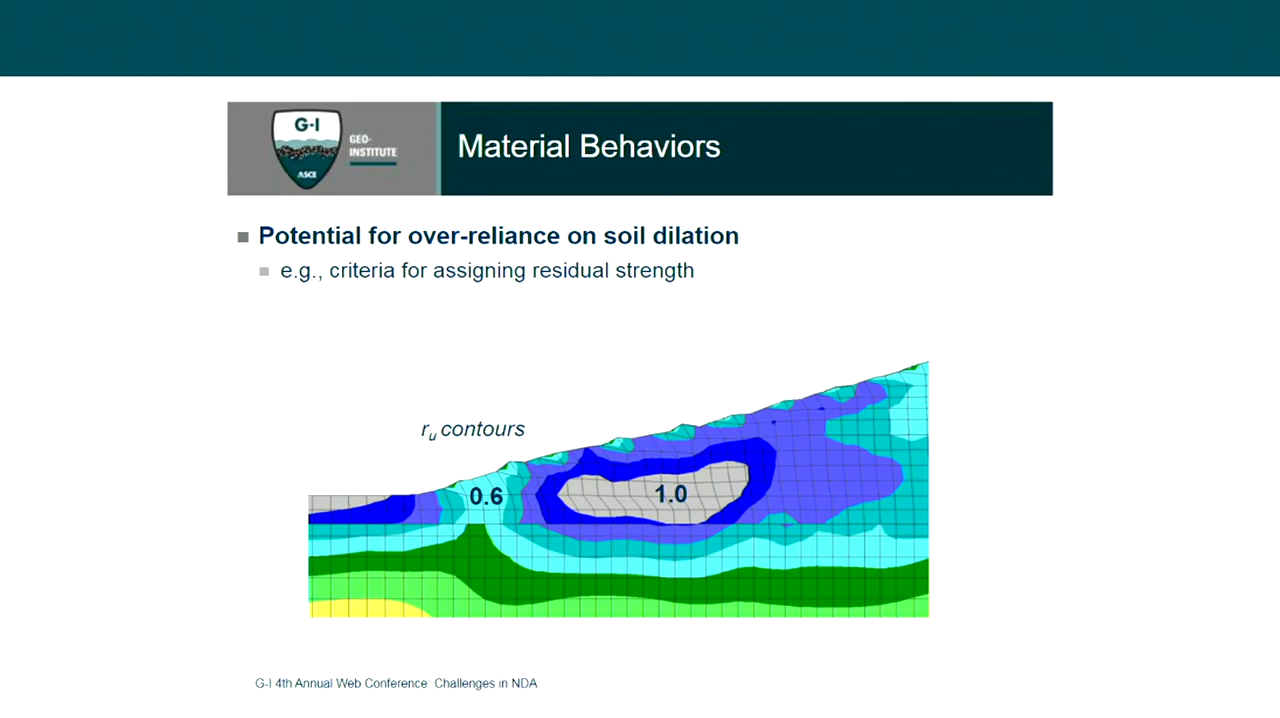 G-I
GEO-
INSTITUTE
ASCE
Material Behaviors
Potential for over-reliance on soil dilation
e.g., criteria for assigning residual strength
ru contours
0.6
1.0
G-I 4th Annual Web Conference: Challenges in NDA